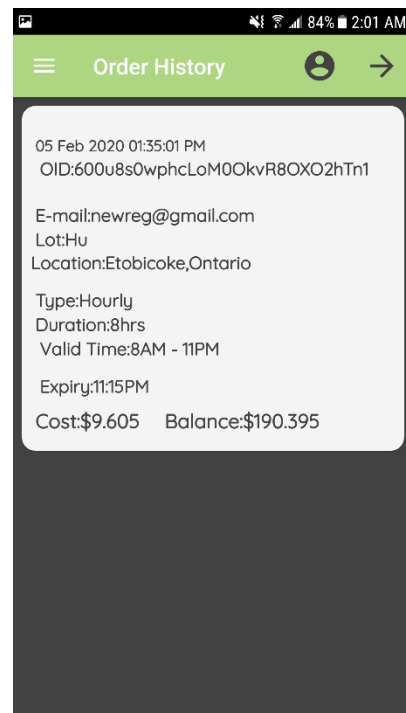 84% 2:01 AM
Order History
05 Feb 2020 01:35:01 PM
OID:600u8s0wphcLoM0OkvR8OXO2hTn1
E-mail:newreg@gmail.com
Lot:Hu
Location:Etobicoke,Ontario
Type:Hourly
Duration:8hrs
Valid Time:8AM - 11PM
Expiry:11:15PM
Cost:$9.605 Balance:$190.395